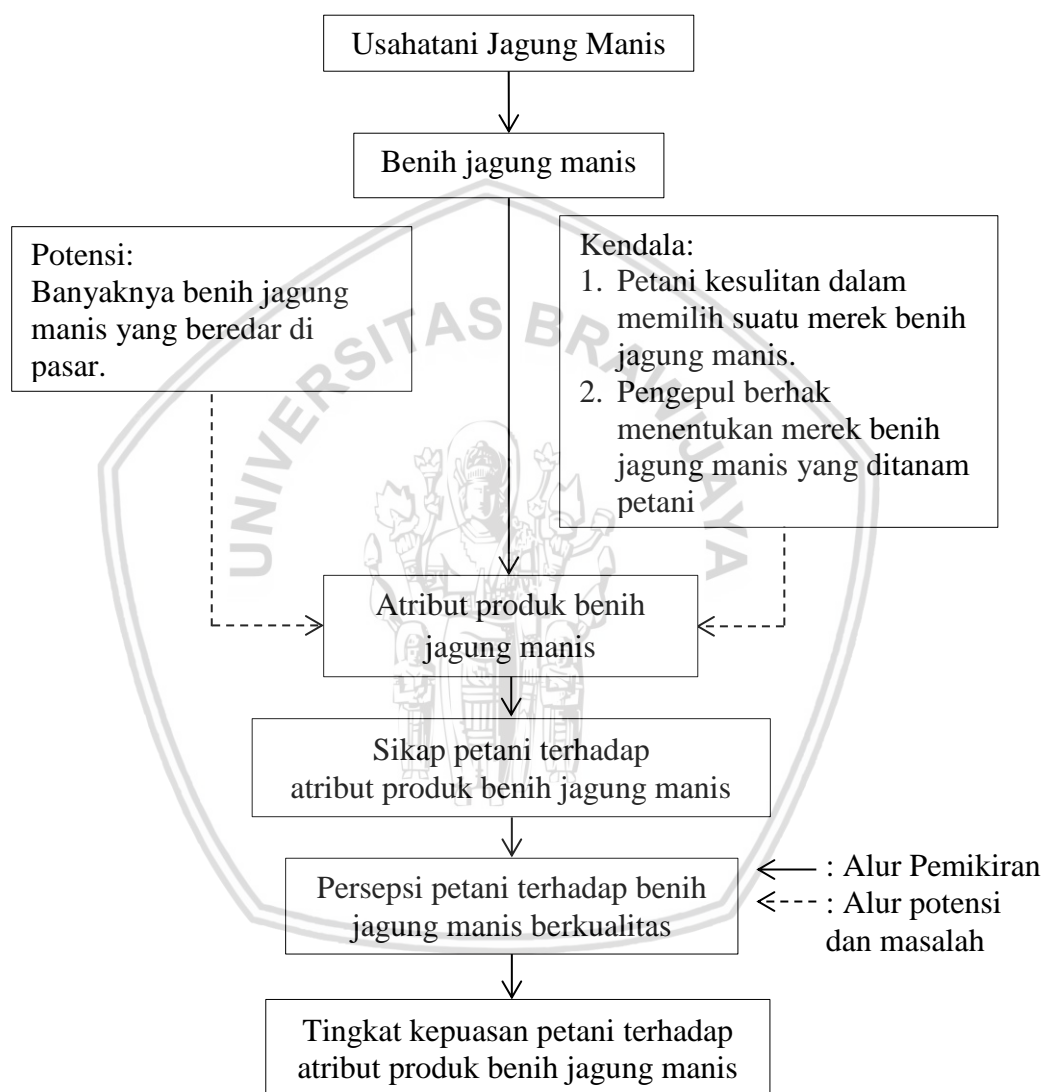 Usahatani Jagung Manis
Benih jagung manis
Potensi:
Banyaknya benih jagung
manis yang beredar di
pasar.
Kendala:
1. Petani kesulitan dalam
memilih suatu merek benih
jagung manis.
2. Pengepul berhak
menentukan merek benih
jagung manis yang ditanam
petani
UNIVERSITAS BRAWIJAYA
Atribut produk benih
jagung manis
Sikap petani terhadap
atribut produk benih jagung manis
Persepsi petani terhadap benih
jagung manis berkualitas
: Alur Pemikiran
: Alur potensi
dan masalah
Tingkat kepuasan petani terhadap
atribut produk benih jagung manis